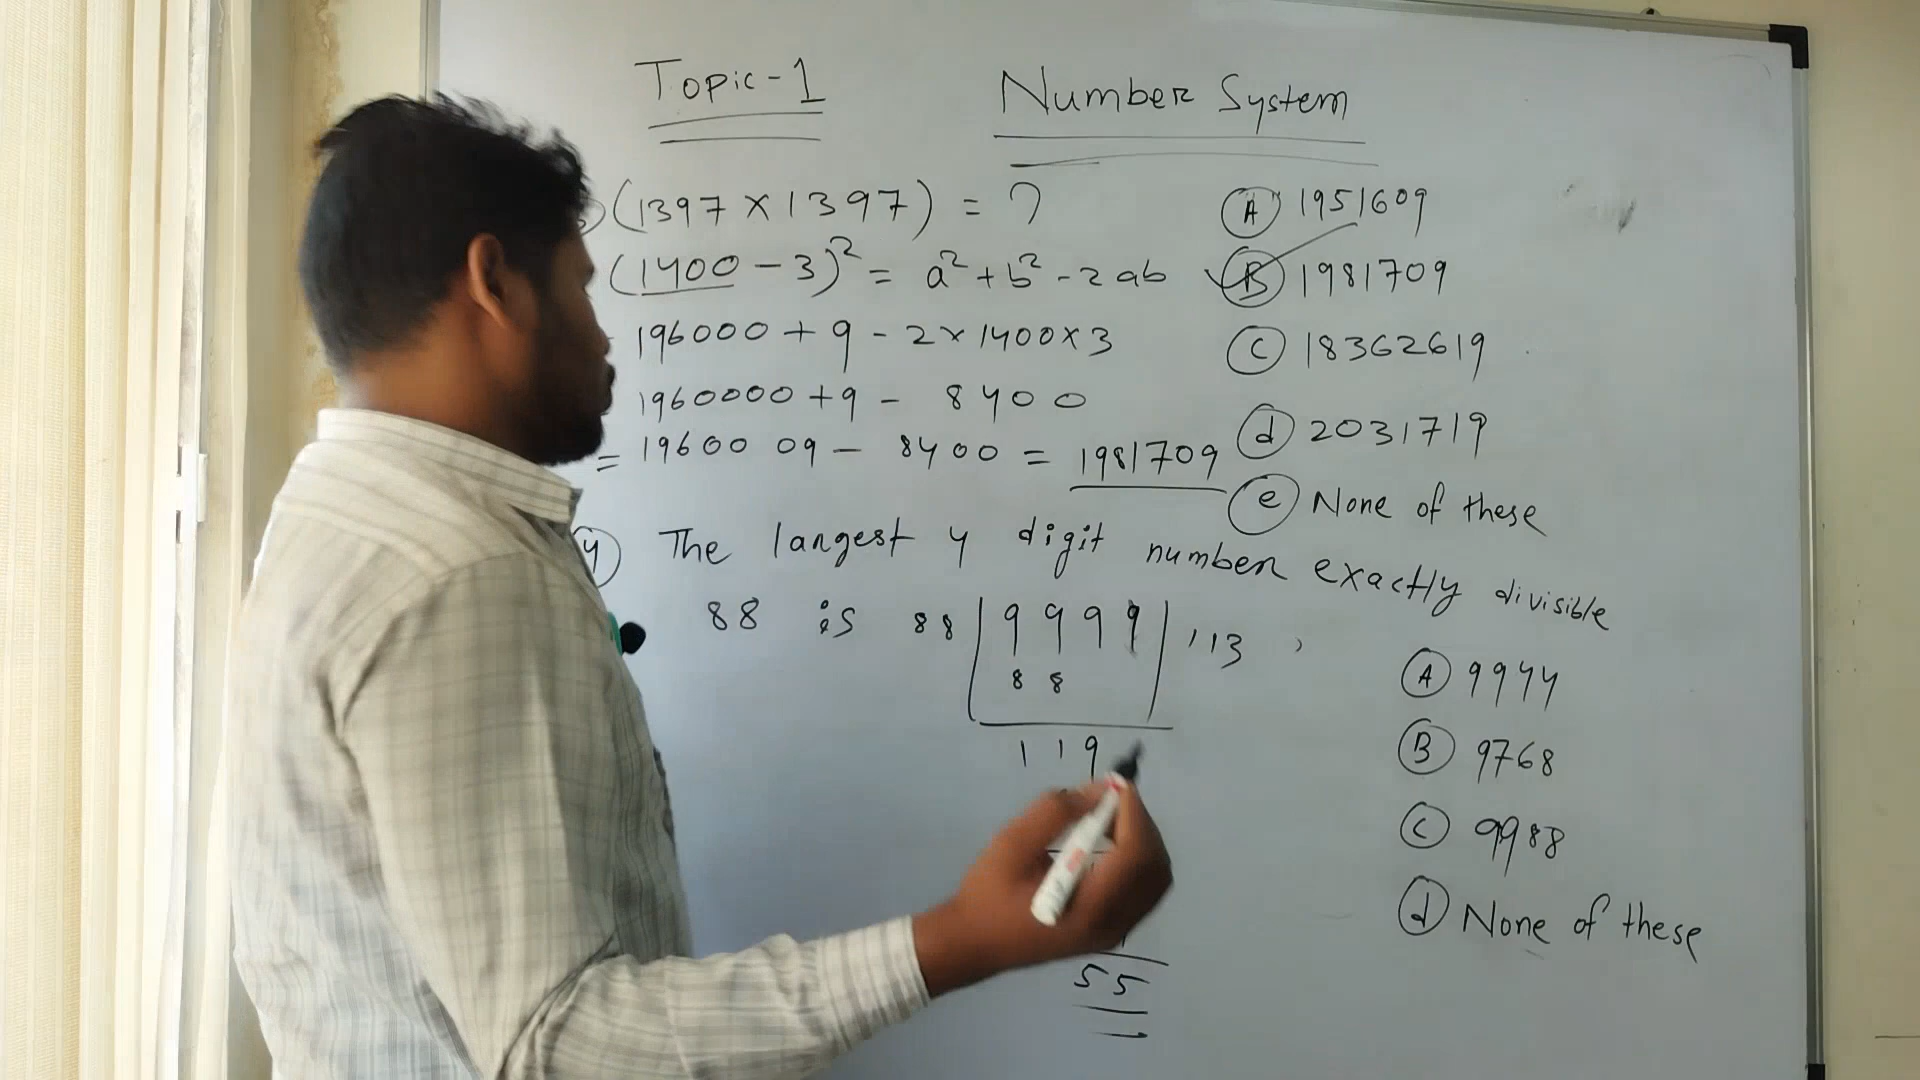 Topic-1 Number System
(1397 × 1397) = ? (A) 1951609
(1400 - 3)² = a² + b² - 2ab (B) 1981709
196000 + 9 - 2 × 1400 × 3 (C) 18362619
1960000 + 9 - 8400
(d) 2031719
= 1960009 - 8400 = 1981709
(e) None of these
4) The largest 4 digit number exactly divisible
88 is 88 | 9999 | 113
88
119
55
(A) 9944
(B) 9768
(C) 9988
(d) None of these